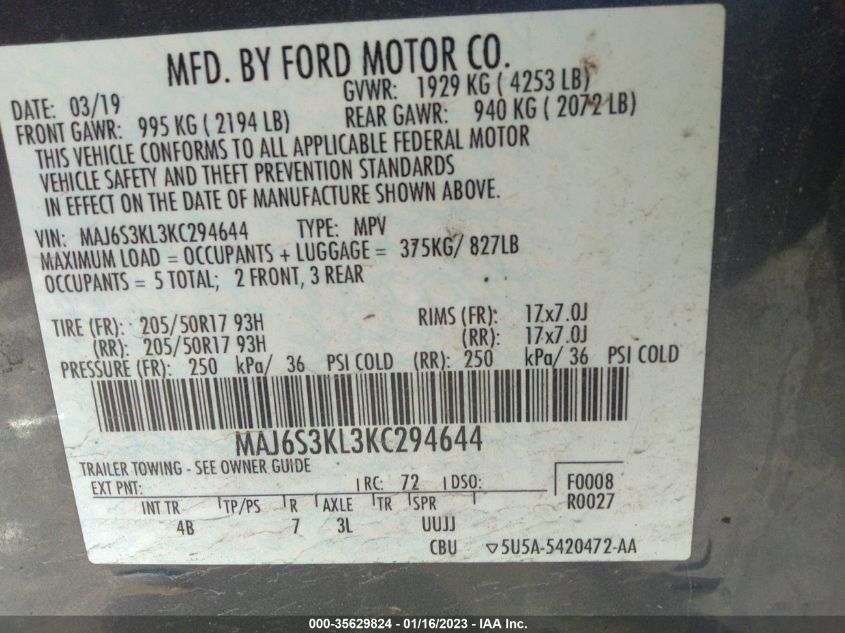 MFD. BY FORD MOTOR CO.
DATE: 03/19 GVWR: 1929 KG ( 4253 LB)
FRONT GAWR: 995 KG ( 2194 LB) REAR GAWR: 940 KG ( 2072 LB)
THIS VEHICLE CONFORMS TO ALL APPLICABLE FEDERAL MOTOR
VEHICLE SAFETY AND THEFT PREVENTION STANDARDS
IN EFFECT ON THE DATE OF MANUFACTURE SHOWN ABOVE.
VIN: MAJ6S3KL3KC294644 TYPE: MPV
MAXIMUM LOAD = OCCUPANTS + LUGGAGE = 375KG/ 827LB
OCCUPANTS = 5 TOTAL; 2 FRONT, 3 REAR
TIRE (FR): 205/50R17 93H RIMS (FR): 17x7.0J
(RR): 205/50R17 93H (RR): 17x7.0J
PRESSURE (FR): 250 kPa/ 36 PSI COLD (RR): 250 kPa/ 36 PSI COLD
MAJ6S3KL3KC294644
TRAILER TOWING - SEE OWNER GUIDE
EXT PNT: RC: 72 DSO: F0008
R0027
INT TR TP/PS R AXLE TR SPR
4B 7 3L UUJJ
CBU ▽5U5A-5420472-AA
000-35629824 - 01/16/2023 - IAA Inc.